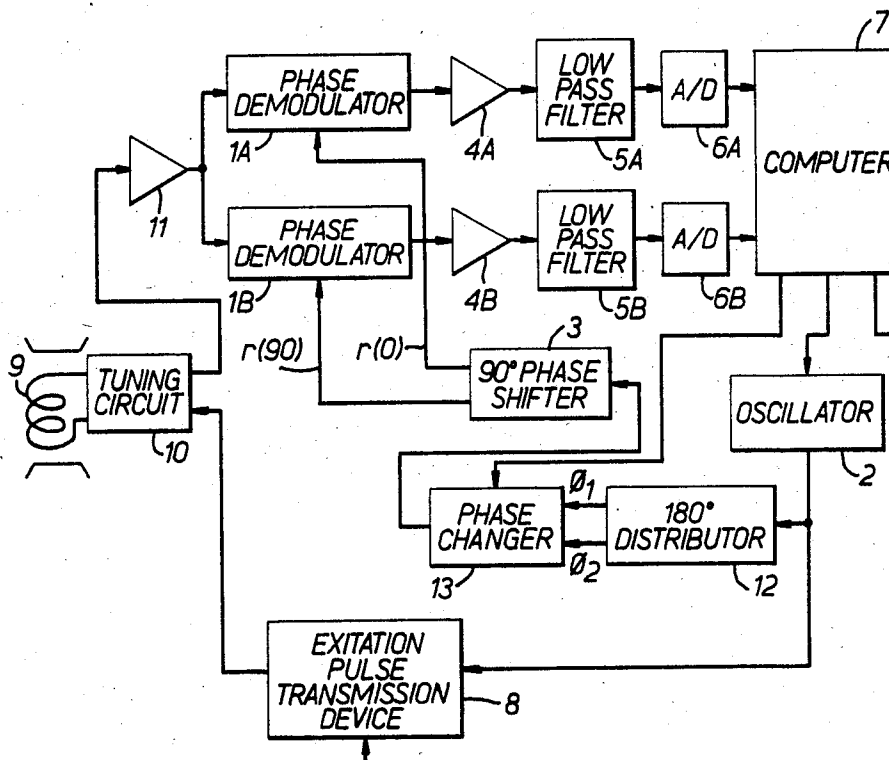 7
PHASE
DEMODULATOR
1A
4A
LOW
PASS
FILTER
5A
A/D
6A
COMPUTER
11
PHASE
DEMODULATOR
1B
4B
LOW
PASS
FILTER
5B
A/D
6B
r(90)
r(0)
3
90° PHASE
SHIFTER
9
TUNING
CIRCUIT
10
OSCILLATOR
2
PHASE
CHANGER
13
Ø1
Ø2
180°
DISTRIBUTOR
12
EXITATION
PULSE
TRANSMISSION
DEVICE
8